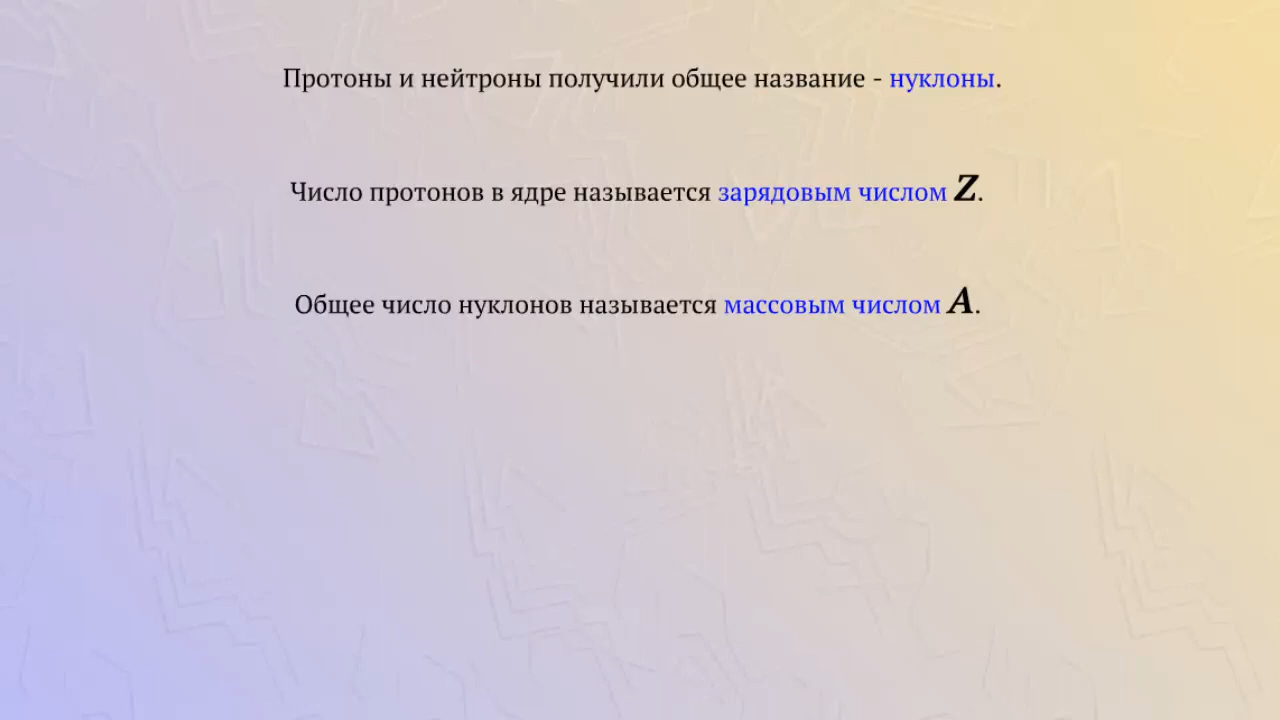 Протоны и нейтроны получили общее название - нуклоны.
Число протонов в ядре называется зарядовым числом Z.
Общее число нуклонов называется массовым числом A.